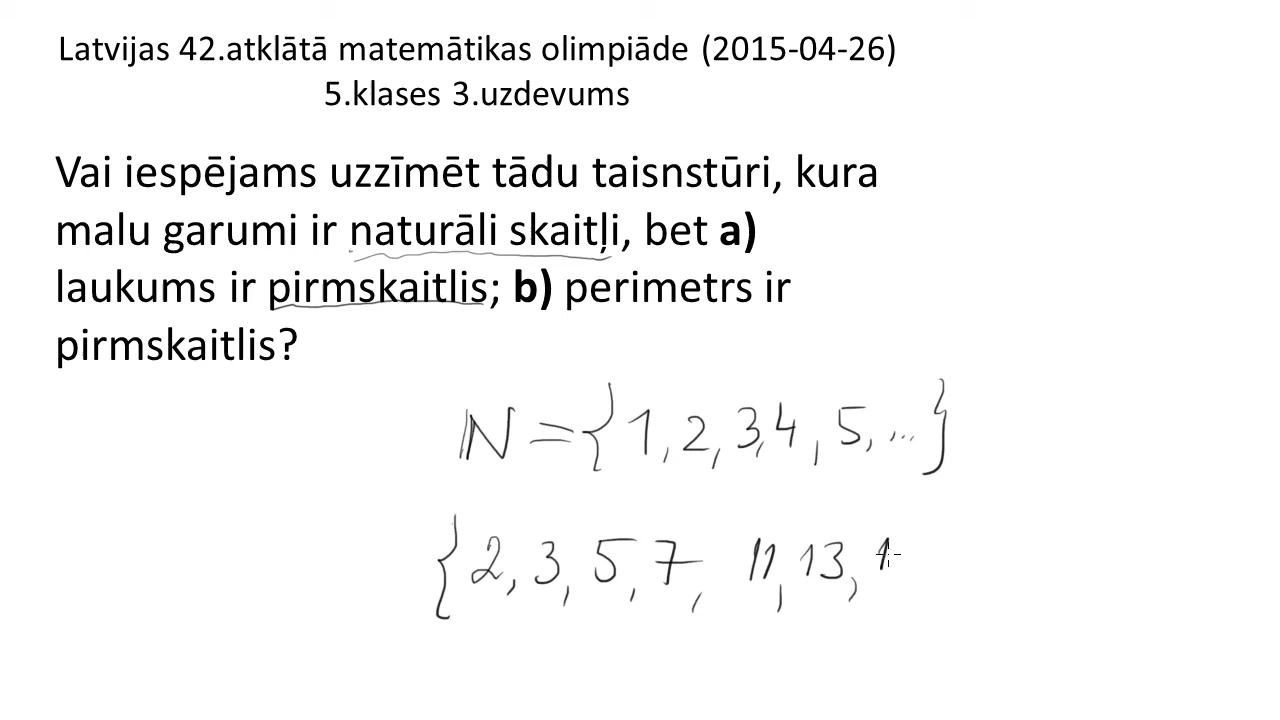 Latvijas 42.atklātā matemātikas olimpiāde (2015-04-26)
5.klases 3.uzdevums
Vai iespējams uzzīmēt tādu taisnstūri, kura
malu garumi ir naturāli skaitļi, bet a)
laukums ir pirmskaitlis; b) perimetrs ir
pirmskaitlis?
ℕ = {1, 2, 3, 4, 5, ...}
{2, 3, 5, 7, 11, 13, 1